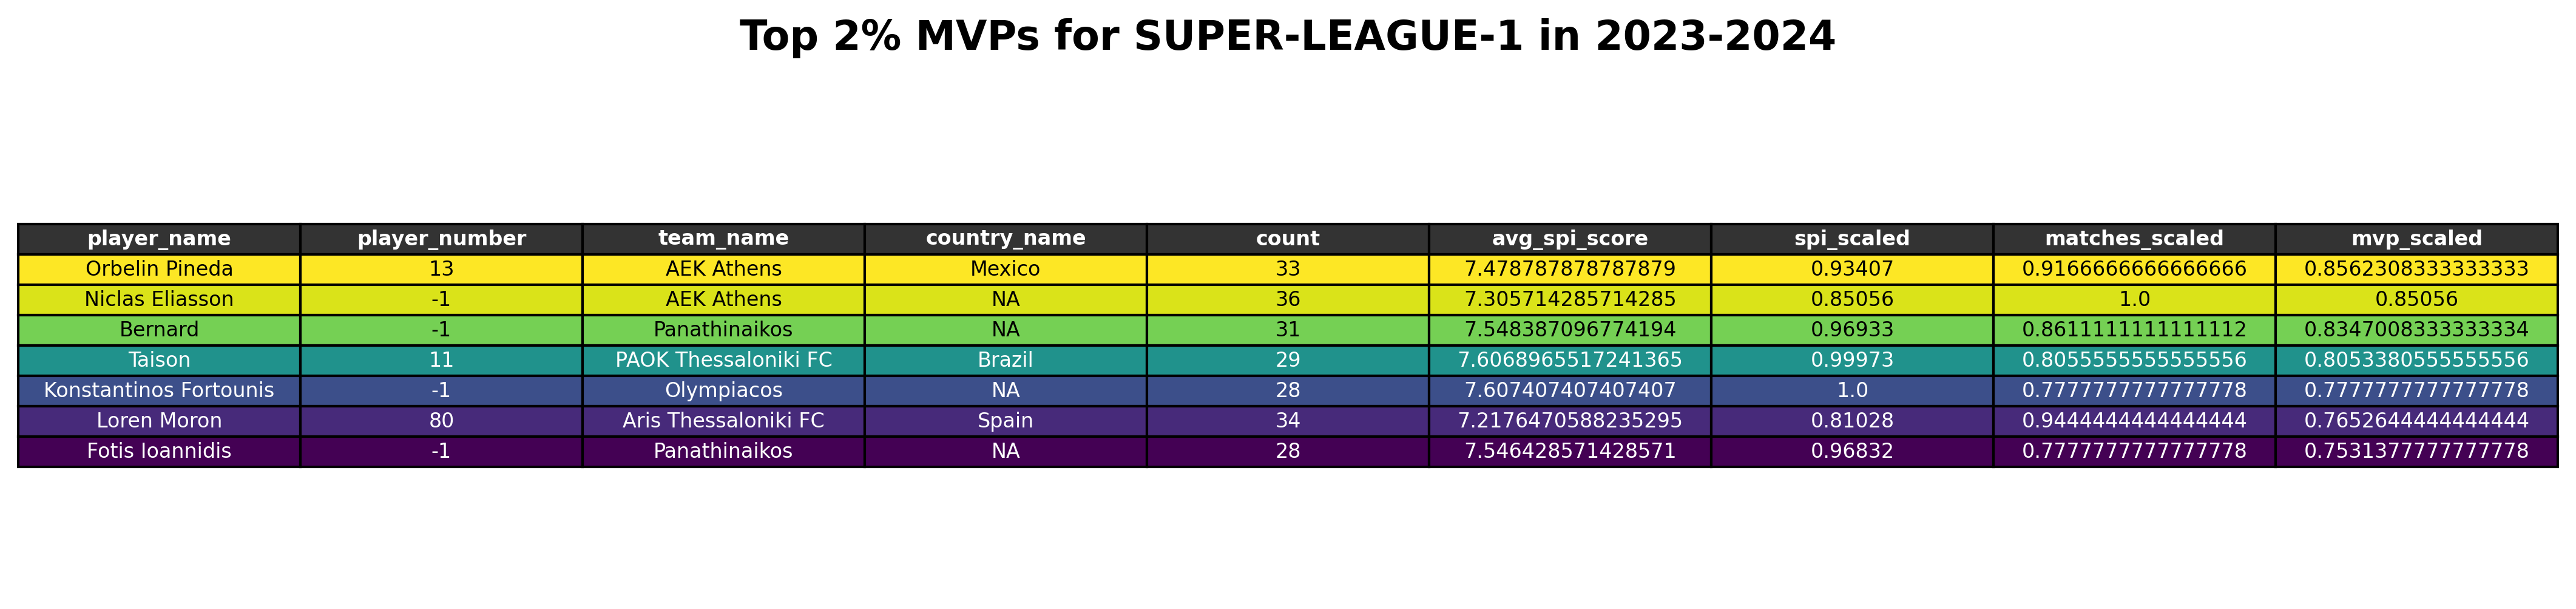 Top 2% MVPs for SUPER-LEAGUE-1 in 2023-2024
player_name player_number team_name country_name count avg_spi_score spi_scaled matches_scaled mvp_scaled
Orbelin Pineda 13 AEK Athens Mexico 33 7.478787878787879 0.93407 0.9166666666666666 0.8562308333333333
Niclas Eliasson -1 AEK Athens NA 36 7.305714285714285 0.85056 1.0 0.85056
Bernard -1 Panathinaikos NA 31 7.548387096774194 0.96933 0.8611111111111112 0.8347008333333334
Taison 11 PAOK Thessaloniki FC Brazil 29 7.6068965517241365 0.99973 0.8055555555555556 0.8053380555555556
Konstantinos Fortounis -1 Olympiacos NA 28 7.607407407407407 1.0 0.7777777777777778 0.7777777777777778
Loren Moron 80 Aris Thessaloniki FC Spain 34 7.2176470588235295 0.81028 0.9444444444444444 0.7652644444444444
Fotis Ioannidis -1 Panathinaikos NA 28 7.546428571428571 0.96832 0.7777777777777778 0.7531377777777778